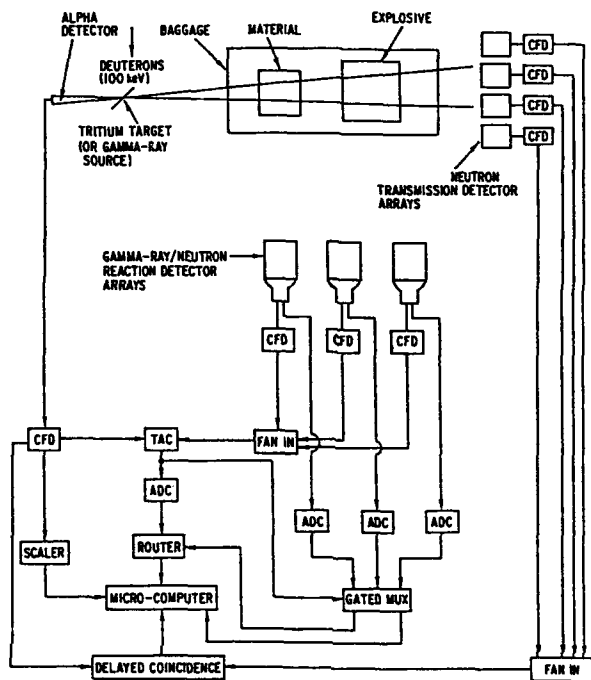 ALPHA
DETECTOR
DEUTERONS
(100 keV)
BAGGAGE
MATERIAL
EXPLOSIVE
TRITIUM TARGET
(OR GAMMA-RAY
SOURCE)
CFD
CFD
CFD
CFD
NEUTRON
TRANSMISSION DETECTOR
ARRAYS
GAMMA-RAY/NEUTRON
REACTION DETECTOR
ARRAYS
CFD
CFD
CFD
CFD
TAC
FAN IN
ADC
ADC
ADC
ADC
SCALER
ROUTER
MICRO-COMPUTER
GATED MUX
DELAYED COINCIDENCE
FAN IN